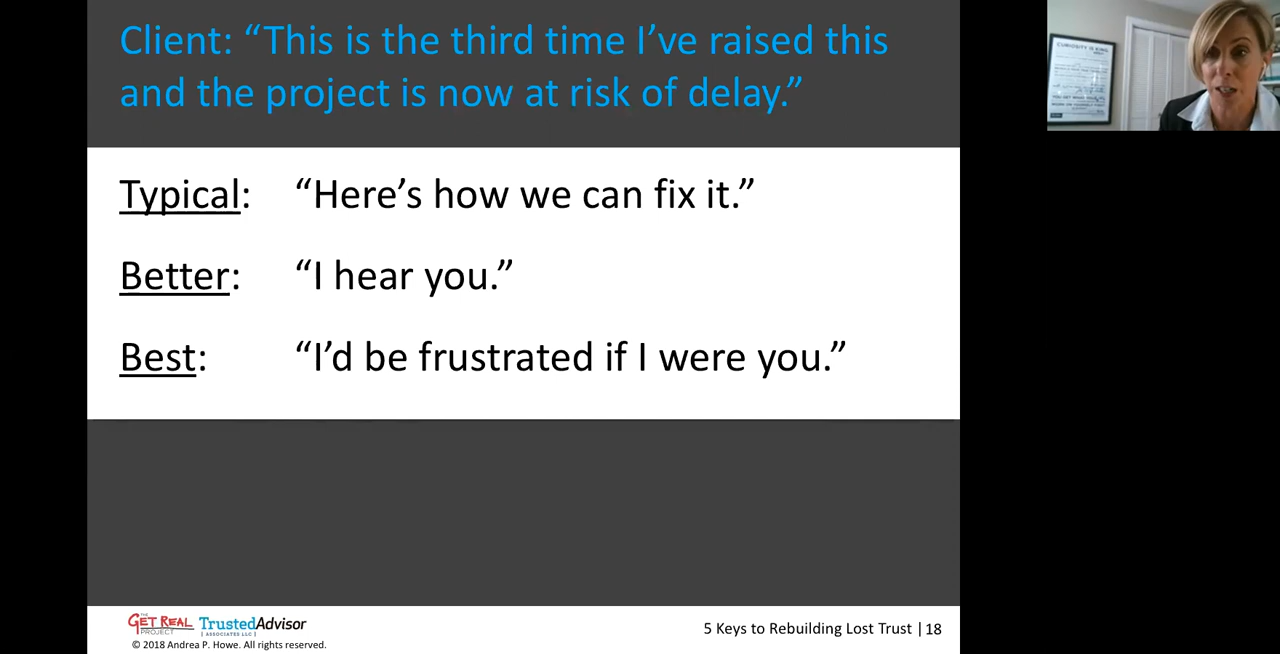 Client: “This is the third time I’ve raised this
and the project is now at risk of delay.”
Typical: “Here’s how we can fix it.”
Better: “I hear you.”
Best: “I’d be frustrated if I were you.”
THE
GET REAL
PROJECT
TrustedAdvisor
| ASSOCIATES LLC |
© 2018 Andrea P. Howe. All rights reserved.
5 Keys to Rebuilding Lost Trust | 18
CURIOSITY IS KING